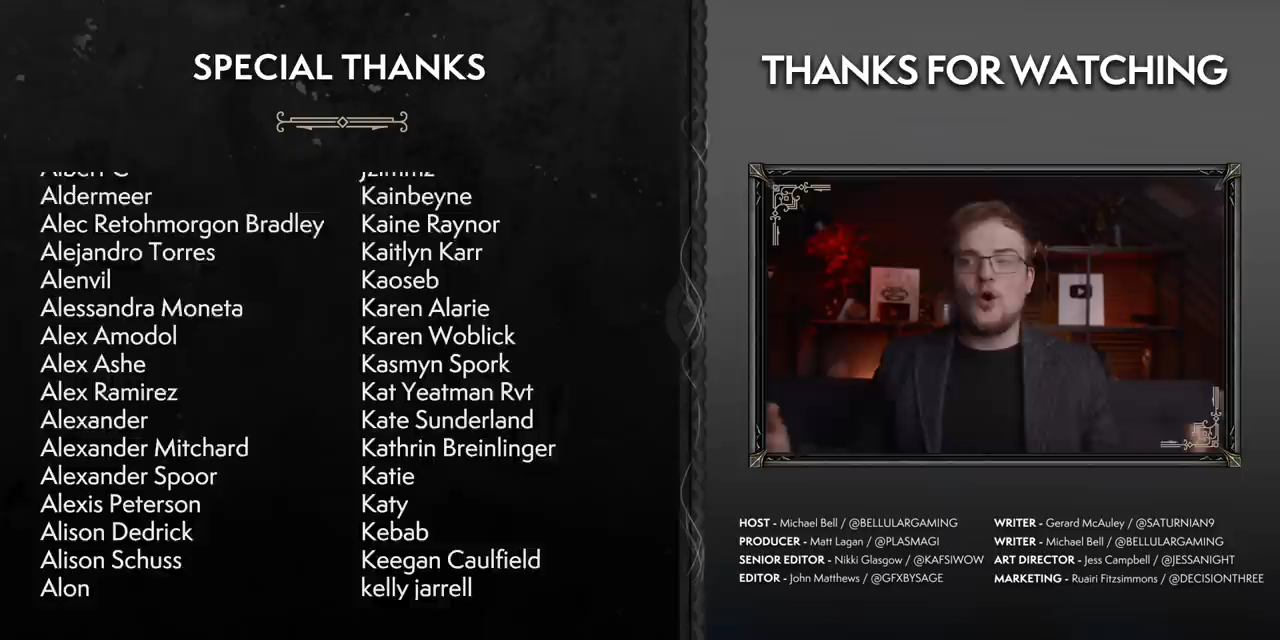 SPECIAL THANKS
Aldermeer
Alec Retohmorgon Bradley
Alejandro Torres
Alenvil
Alessandra Moneta
Alex Amodol
Alex Ashe
Alex Ramirez
Alexander
Alexander Mitchard
Alexander Spoor
Alexis Peterson
Alison Dedrick
Alison Schuss
Alon
Kainbeyne
Kaine Raynor
Kaitlyn Karr
Kaoseb
Karen Alarie
Karen Woblick
Kasmyn Spork
Kat Yeatman Rvt
Kate Sunderland
Kathrin Breinlinger
Katie
Katy
Kebab
Keegan Caulfield
kelly jarrell
THANKS FOR WATCHING
HOST - Michael Bell / @BELLULARGAMING
PRODUCER - Matt Lagan / @PLASMAGI
SENIOR EDITOR - Nikki Glasgow / @KAFSIWOW
EDITOR - John Matthews / @GFXBYSAGE
WRITER - Gerard McAuley / @SATURNIAN9
WRITER - Michael Bell / @BELLULARGAMING
ART DIRECTOR - Jess Campbell / @JESSANIGHT
MARKETING - Ruairi Fitzsimmons / @DECISIONTHREE